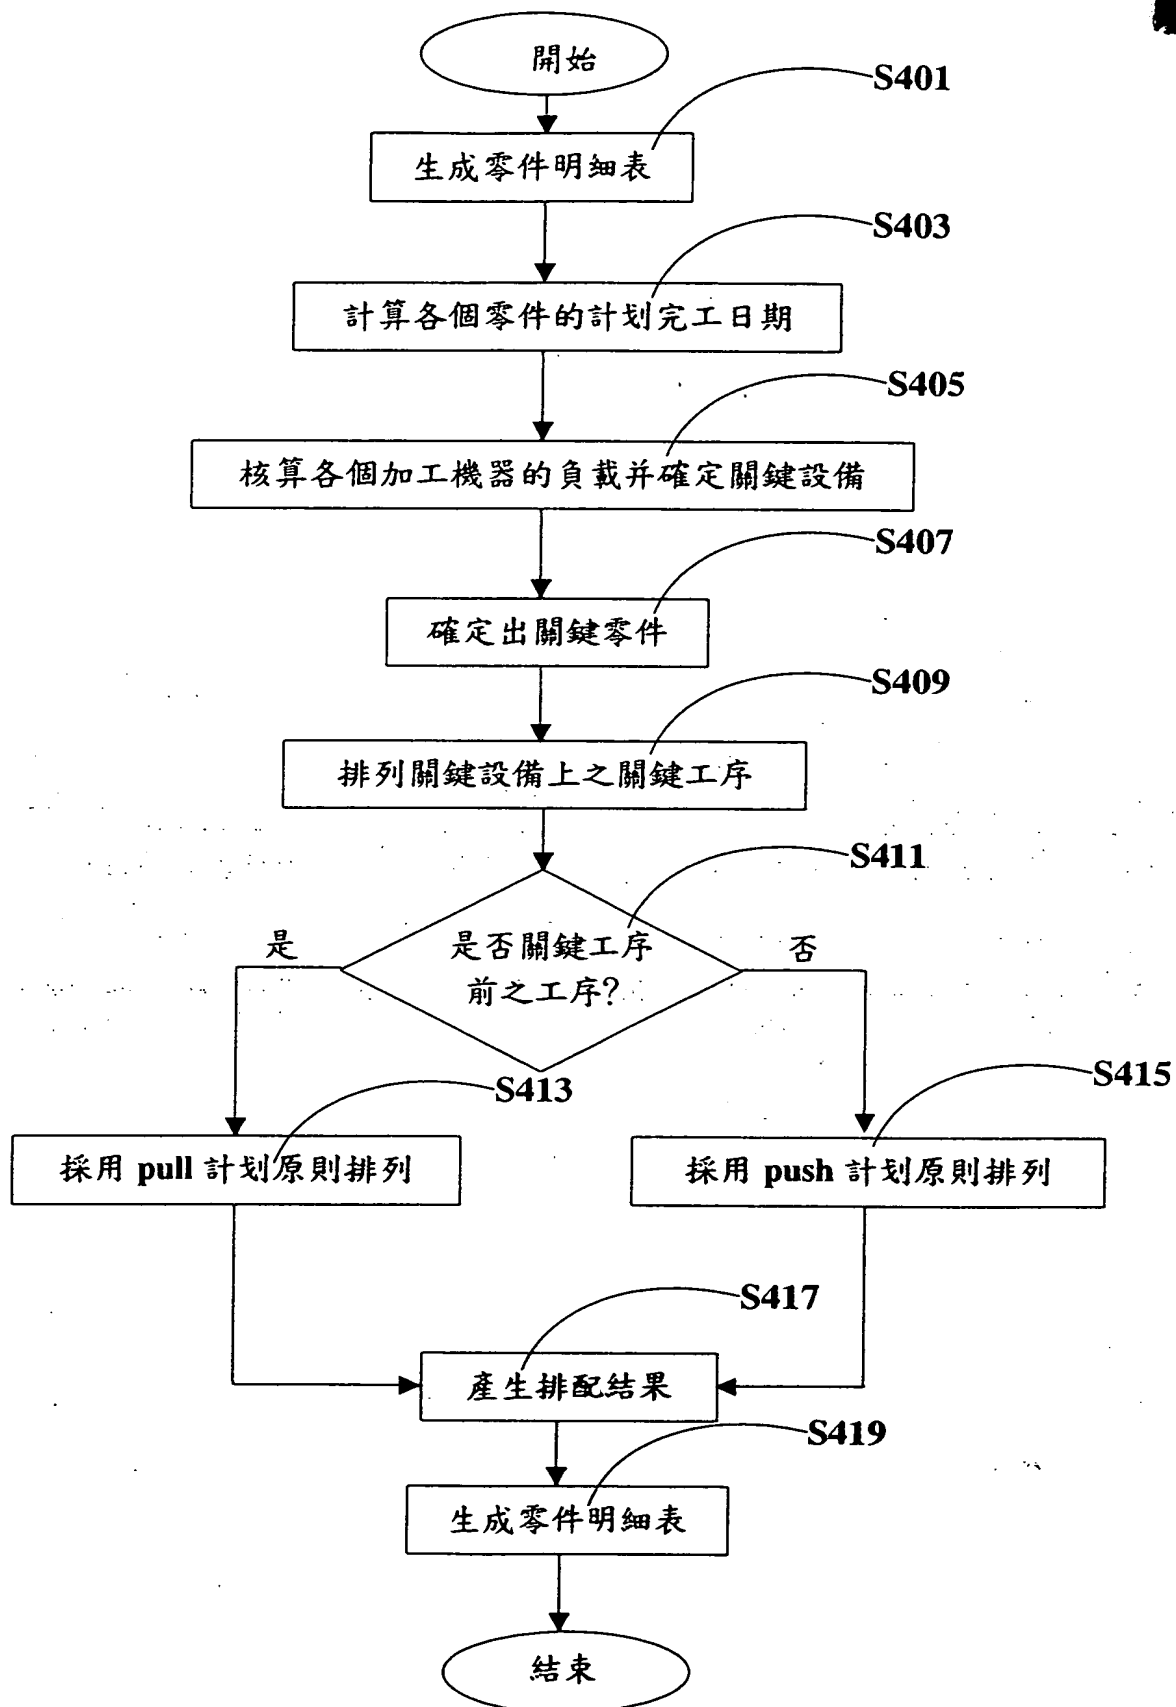 開始
S401
生成零件明細表
S403
計算各個零件的計划完工日期
S405
核算各個加工機器的負載并確定關鍵設備
S407
確定出關鍵零件
S409
排列關鍵設備上之關鍵工序
S411
是否關鍵工序
前之工序?
是
否
S413
採用 pull 計划原則排列
S415
採用 push 計划原則排列
S417
產生排配結果
S419
生成零件明細表
結束